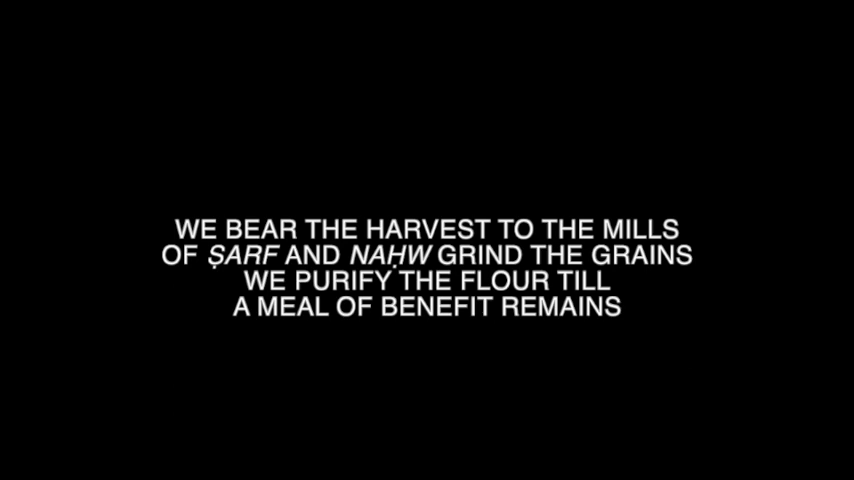 WE BEAR THE HARVEST TO THE MILLS
OF ṢARF AND NAḤW GRIND THE GRAINS
WE PURIFY THE FLOUR TILL
A MEAL OF BENEFIT REMAINS